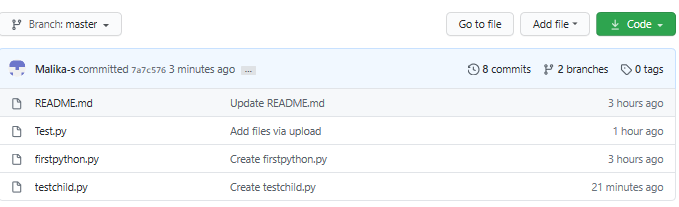 Branch: master Go to file Add file Code
Malika-s committed 7a7c576 3 minutes ago ... 8 commits 2 branches 0 tags
README.md Update README.md 3 hours ago
Test.py Add files via upload 1 hour ago
firstpython.py Create firstpython.py 3 hours ago
testchild.py Create testchild.py 21 minutes ago